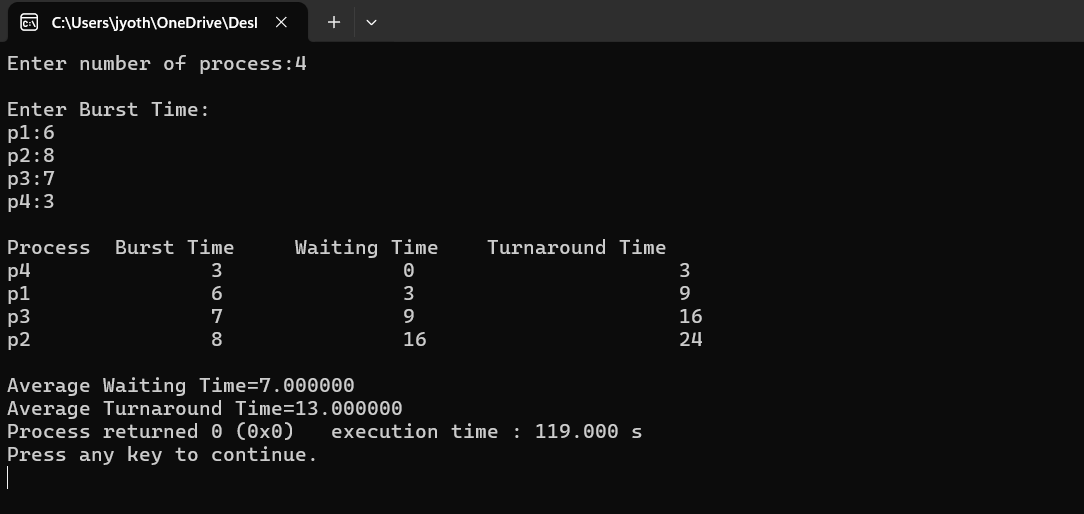 C:\Users\jyoth\OneDrive\Desl
Enter number of process:4
Enter Burst Time:
p1:6
p2:8
p3:7
p4:3
Process  Burst Time     Waiting Time    Turnaround Time
p4               3               0                      3
p1               6               3                      9
p3               7               9                      16
p2               8               16                     24
Average Waiting Time=7.000000
Average Turnaround Time=13.000000
Process returned 0 (0x0)   execution time : 119.000 s
Press any key to continue.